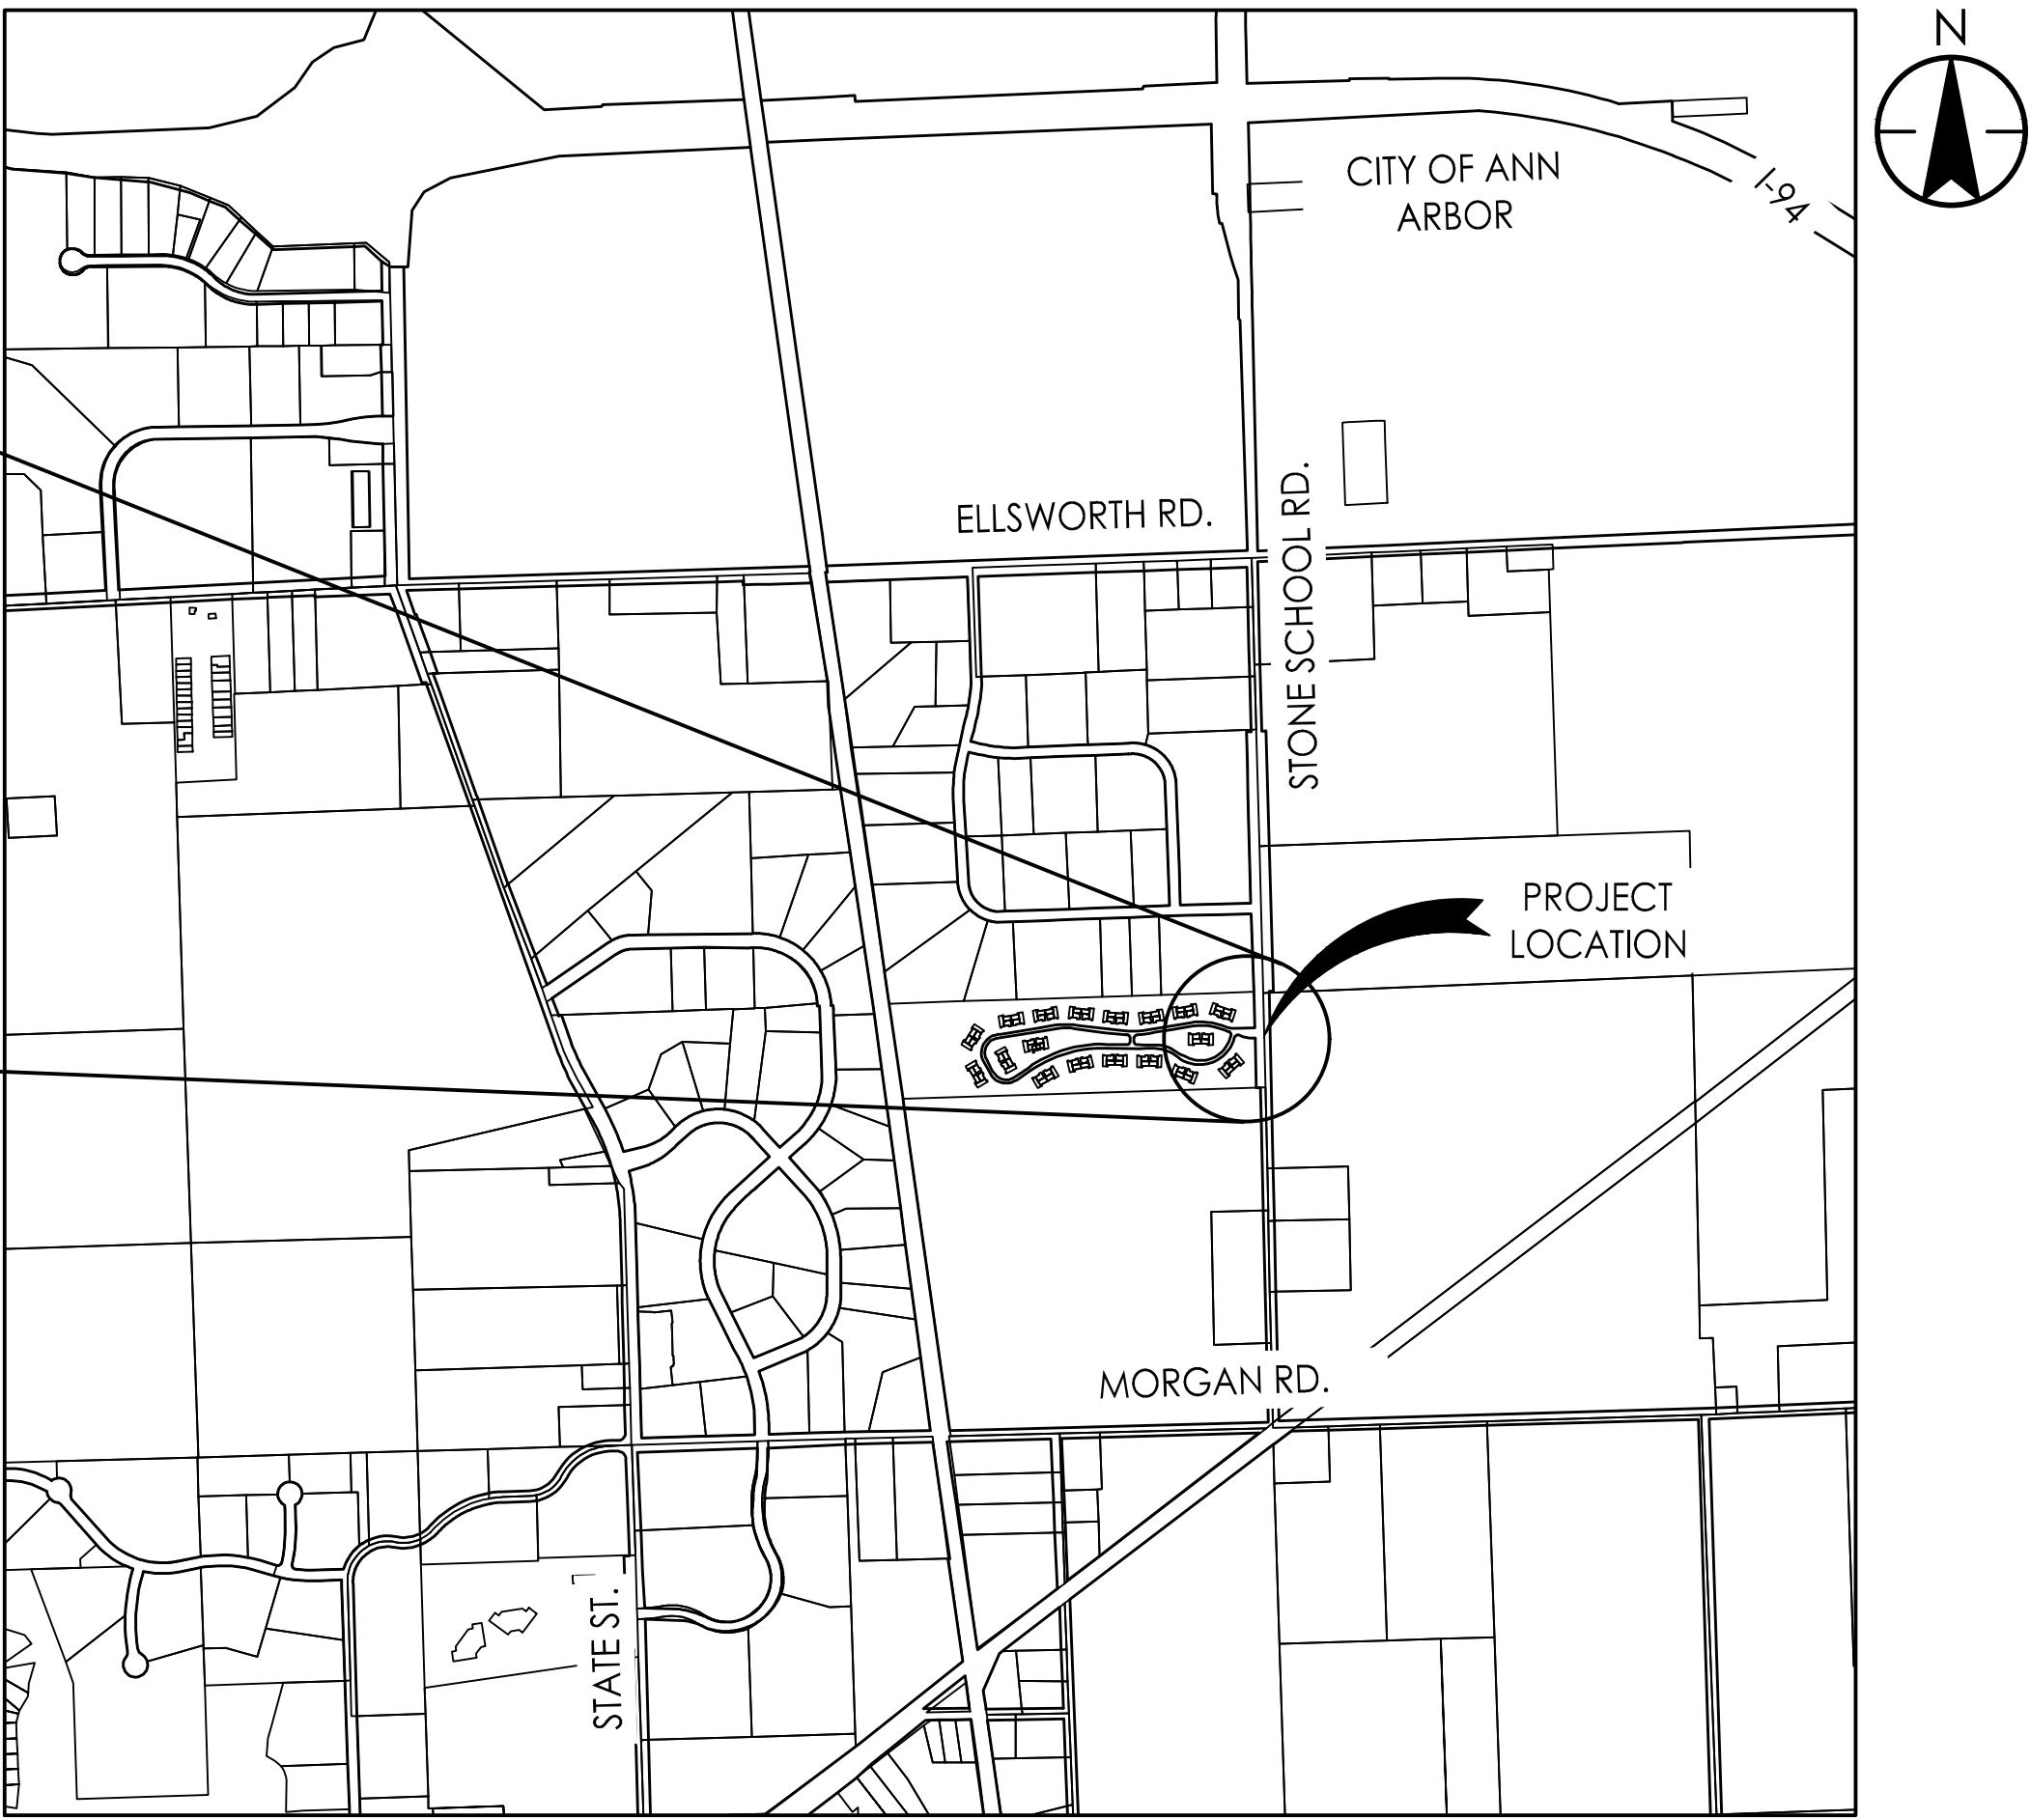 N
CITY OF ANN
ARBOR
I-94
ELLSWORTH RD.
STONE SCHOOL RD.
PROJECT
LOCATION
MORGAN RD.
STATE ST.